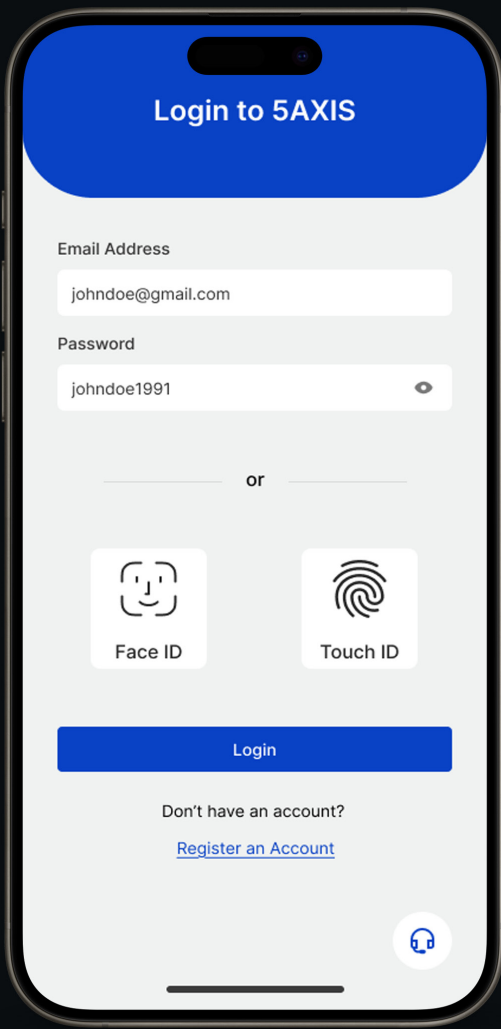 Login to 5AXIS
Email Address
johndoe@gmail.com
Password
johndoe1991
or
Face ID
Touch ID
Login
Don’t have an account?
Register an Account